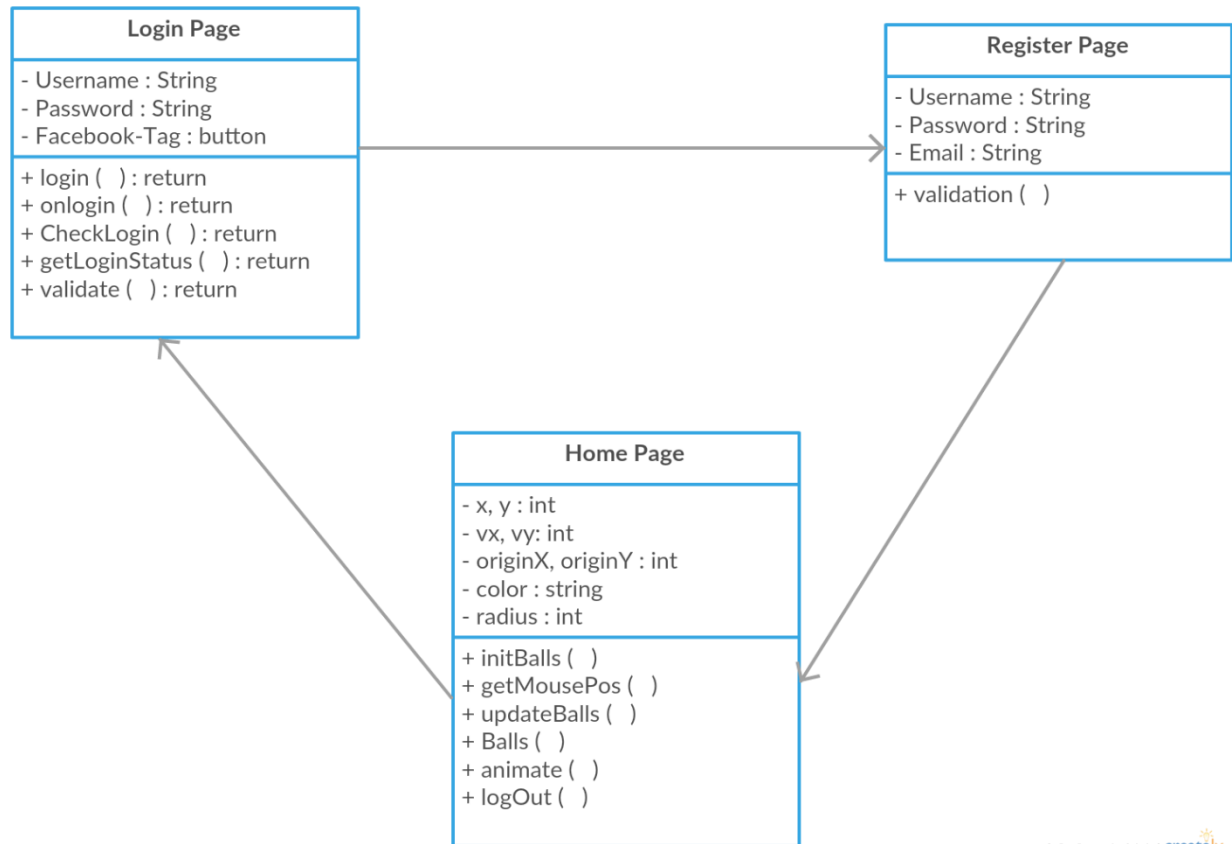 Login Page
- Username : String
- Password : String
- Facebook-Tag : button
+ login (  ) : return
+ onlogin (  ) : return
+ CheckLogin (  ) : return
+ getLoginStatus (  ) : return
+ validate (  ) : return
Register Page
- Username : String
- Password : String
- Email : String
+ validation (  )
Home Page
- x, y : int
- vx, vy: int
- originX, originY : int
- color : string
- radius : int
+ initBalls (  )
+ getMousePos (  )
+ updateBalls (  )
+ Balls (  )
+ animate (  )
+ logOut (  )